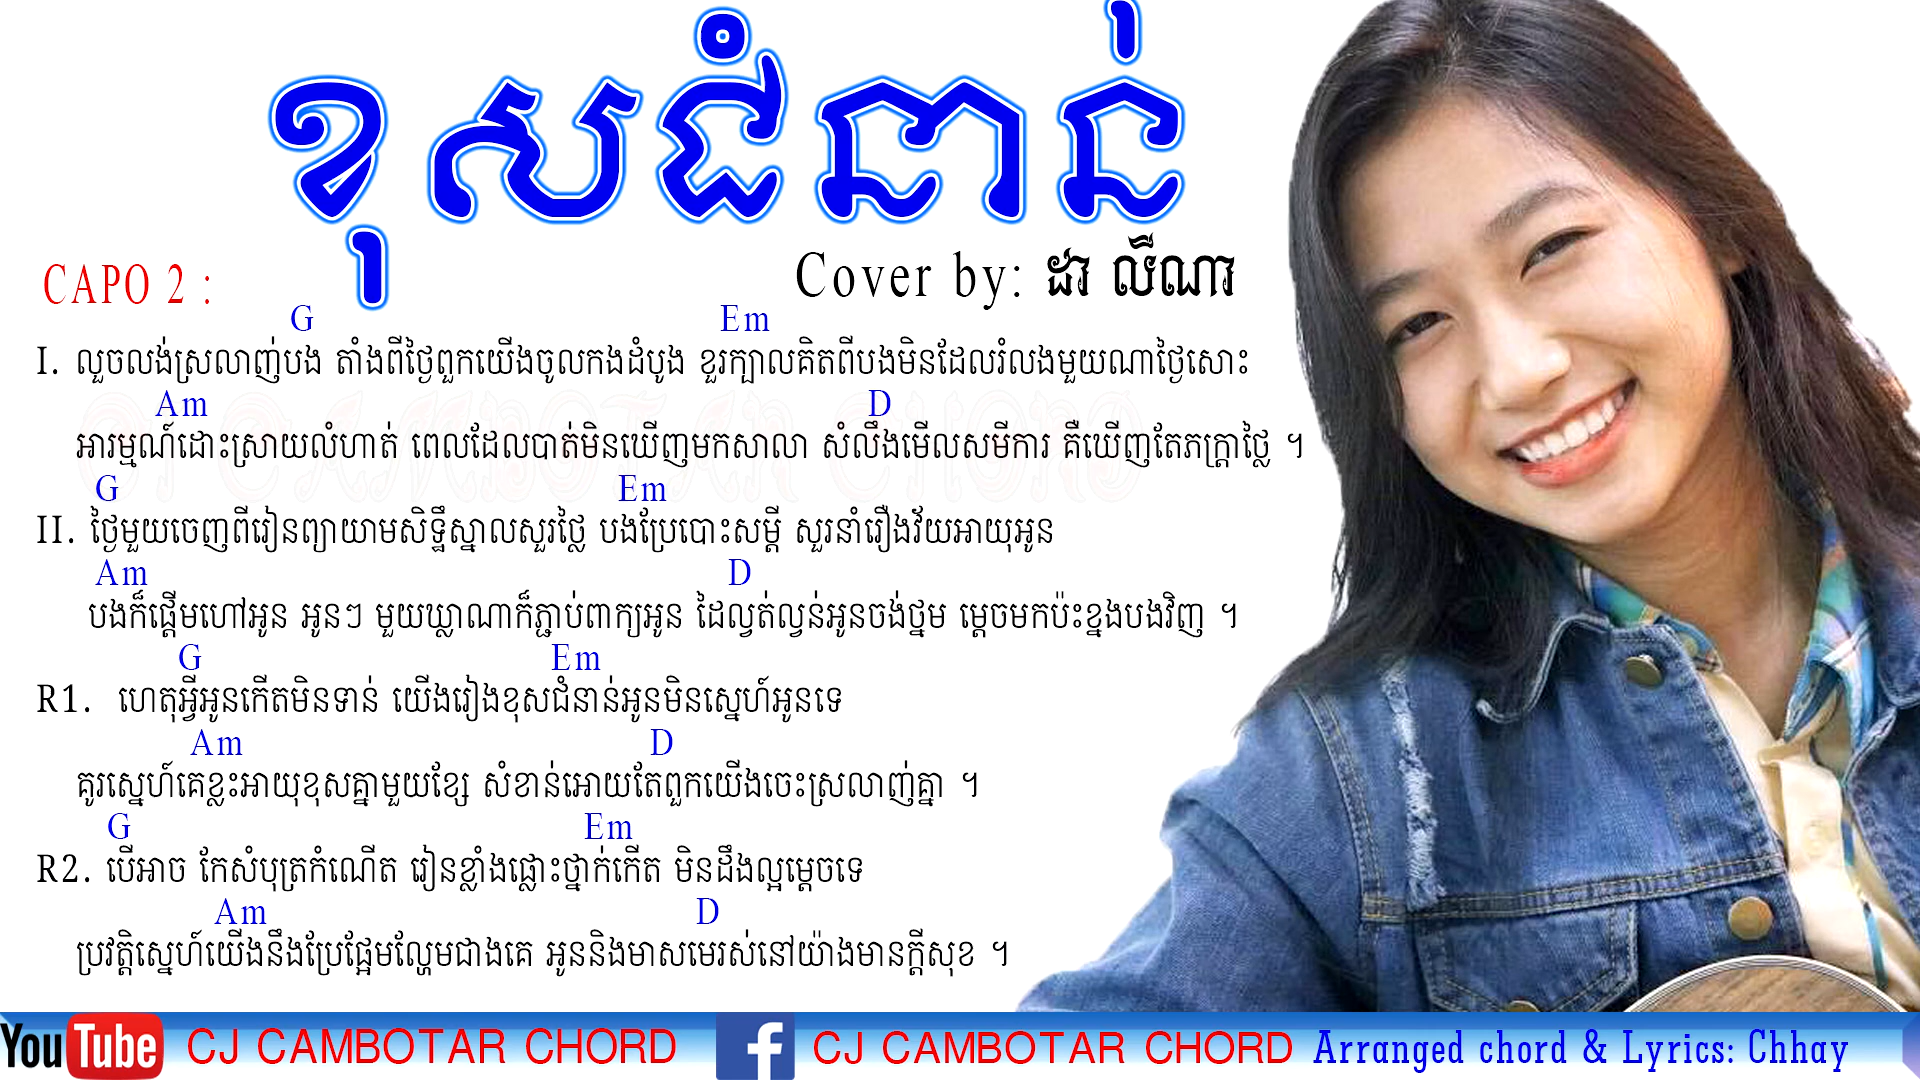 ខុសជំនាន់
Cover by: ដា លីណា
CAPO 2 :
G Em
I. លួចលង់ស្រលាញ់បង តាំងពីថ្ងៃពួកយើងចូលកងដំបូង ខួរក្បាលគិតពីបងមិនដែលរំលងមួយណាថ្ងៃសោះ
Am D
អារម្មណ៍ដោះស្រាយលំហាត់ ពេលដែលបាត់មិនឃើញមកសាលា សំលឹងមើលសមីការ គឺឃើញតែភក្ត្រាថ្លៃ ។
G Em
II. ថ្ងៃមួយចេញពីរៀនព្យាយាមសិទ្ឋឹស្នាលសួរថ្លៃ បងប្រែបោះសម្តី សួរនាំរឿងវ័យអាយុអូន
Am D
បងក៏ផ្តើមហៅអូន អូនៗ មួយឃ្លាណាក៏ភ្ជាប់ពាក្យអូន ដៃល្វត់ល្វន់អូនចង់ថ្នម ម្តេចមកប៉ះខ្នងបងវិញ ។
G Em
R1. ហេតុអ្វីអូនកើតមិនទាន់ យើងរៀងខុសជំនាន់អូនមិនស្នេហ៍អូនទេ
Am D
គូរស្នេហ៍គេខ្លះអាយុខុសគ្នាមួយខ្សែ សំខាន់អោយតែពួកយើងចេះស្រលាញ់គ្នា ។
G Em
R2. បើអាច កែសំបុត្រកំណើត រៀនខ្លាំងផ្លោះថ្នាក់កើត មិនដឹងល្អម្តេចទេ
Am D
ប្រវត្តិស្នេហ៍យើងនឹងប្រែផ្អែមល្ហែមជាងគេ អូននិងមាសមេរស់នៅយ៉ាងមានក្តីសុខ ។
CJ CAMBOTAR CHORD
YouTube CJ CAMBOTAR CHORD f CJ CAMBOTAR CHORD Arranged chord & Lyrics: Chhay